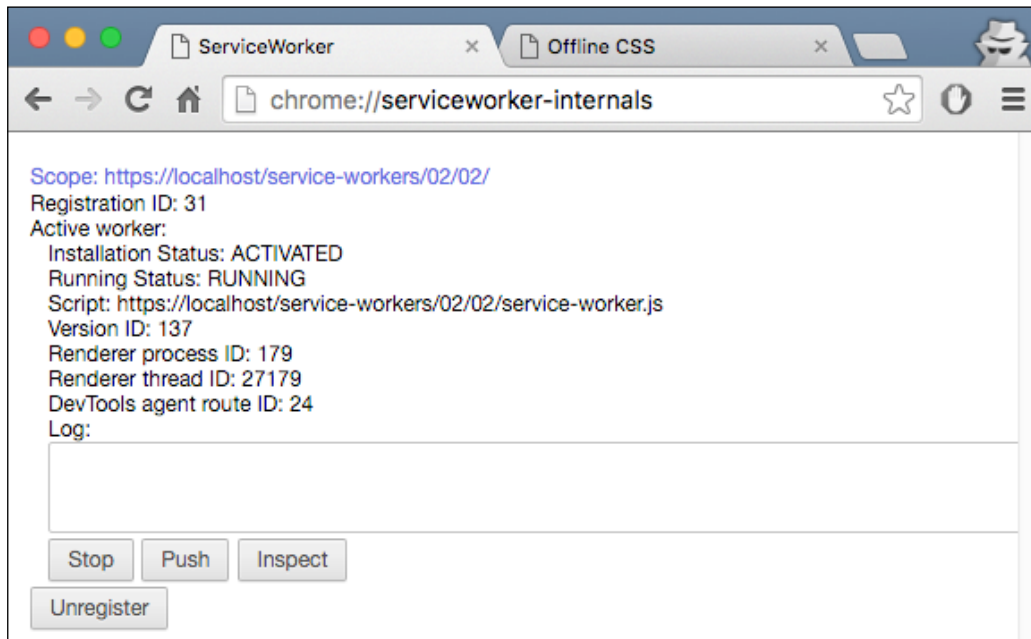 ServiceWorker
Offline CSS
chrome://serviceworker-internals
Scope: https://localhost/service-workers/02/02/
Registration ID: 31
Active worker:
Installation Status: ACTIVATED
Running Status: RUNNING
Script: https://localhost/service-workers/02/02/service-worker.js
Version ID: 137
Renderer process ID: 179
Renderer thread ID: 27179
DevTools agent route ID: 24
Log:
Stop Push Inspect
Unregister